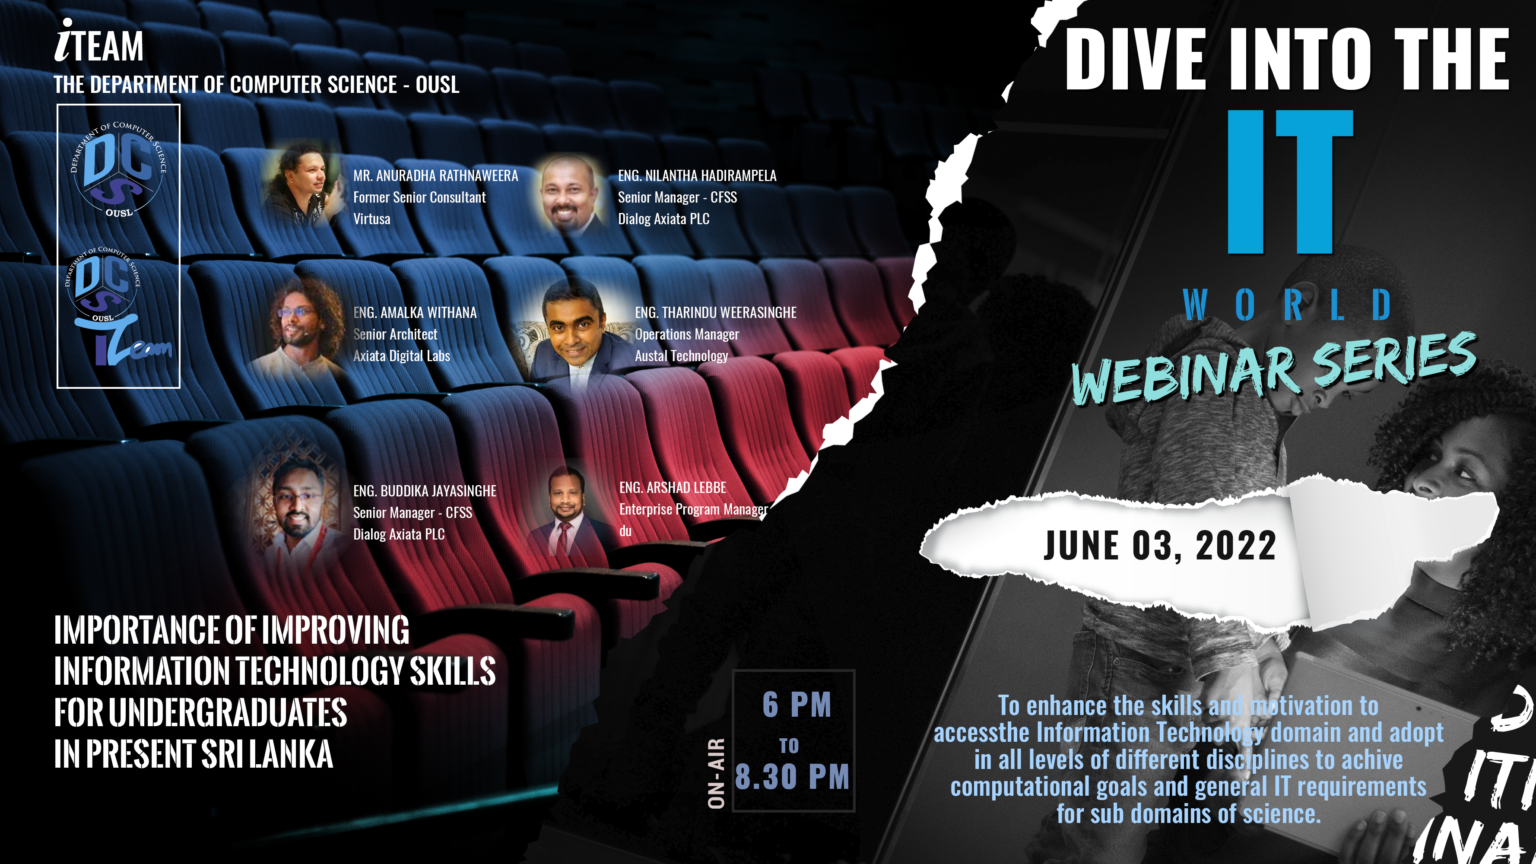 iTEAM
THE DEPARTMENT OF COMPUTER SCIENCE - OUSL
DEPARTMENT OF COMPUTER SCIENCE
DCS
OUSL
DEPARTMENT OF COMPUTER SCIENCE
DCS
OUSL
ITeam
MR. ANURADHA RATHNAWEERA
Former Senior Consultant
Virtusa
ENG. NILANTHA HADIRAMPELA
Senior Manager - CFSS
Dialog Axiata PLC
ENG. AMALKA WITHANA
Senior Architect
Axiata Digital Labs
ENG. THARINDU WEERASINGHE
Operations Manager
Austal Technology
ENG. BUDDIKA JAYASINGHE
Senior Manager - CFSS
Dialog Axiata PLC
ENG. ARSHAD LEBBE
Enterprise Program Manager
du
IMPORTANCE OF IMPROVING
INFORMATION TECHNOLOGY SKILLS
FOR UNDERGRADUATES
IN PRESENT SRI LANKA
ON-AIR
6 PM
TO
8.30 PM
DIVE INTO THE
IT
WORLD
WEBINAR SERIES
JUNE 03, 2022
To enhance the skills and motivation to
accessthe Information Technology domain and adopt
in all levels of different disciplines to achive
computational goals and general IT requirements
for sub domains of science.